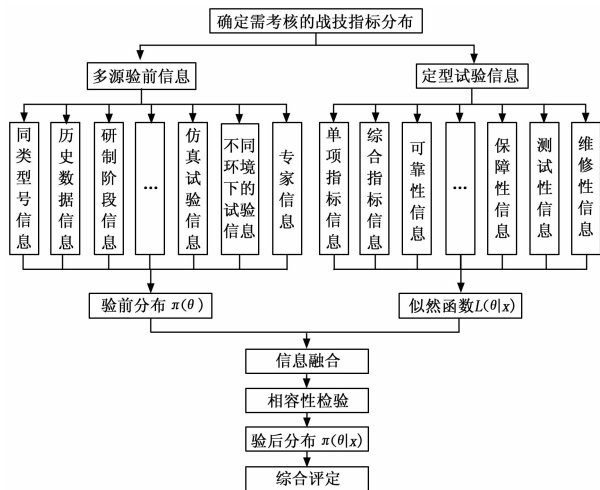 确定需考核的战技指标分布
多源验前信息
定型试验信息
同类型号信息
历史数据信息
研制阶段信息
…
仿真试验信息
不同环境下的试验信息
专家信息
单项指标信息
综合指标信息
可靠性信息
…
保障性信息
测试性信息
维修性信息
验前分布 π(θ)
似然函数L(θ|x)
信息融合
相容性检验
验后分布 π(θ|x)
综合评定